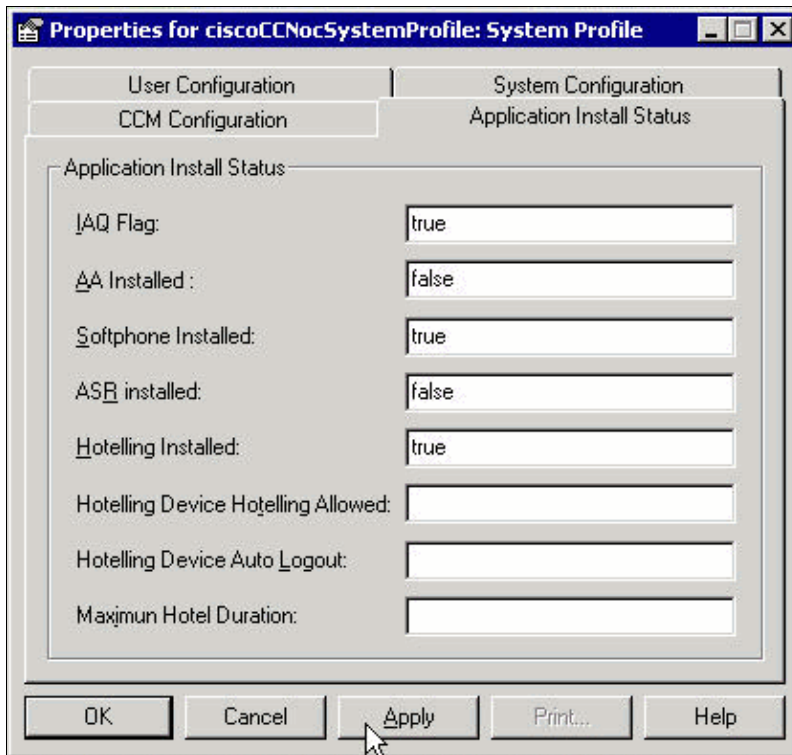 Properties for ciscoCCNocSystemProfile: System Profile
User Configuration System Configuration
CCM Configuration Application Install Status
Application Install Status
IAQ Flag: true
AA Installed : false
Softphone Installed: true
ASR installed: false
Hotelling Installed: true
Hotelling Device Hotelling Allowed:
Hotelling Device Auto Logout:
Maximun Hotel Duration:
OK Cancel Apply Print... Help